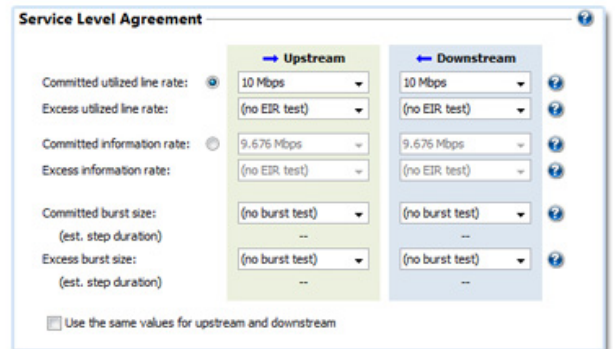 Service Level Agreement
Upstream Downstream
Committed utilized line rate: 10 Mbps 10 Mbps
Excess utilized line rate: (no EIR test) (no EIR test)
Committed information rate: 9.676 Mbps 9.676 Mbps
Excess information rate: (no EIR test) (no EIR test)
Committed burst size: (no burst test) (no burst test)
(est. step duration) -- --
Excess burst size: (no burst test) (no burst test)
(est. step duration) -- --
Use the same values for upstream and downstream